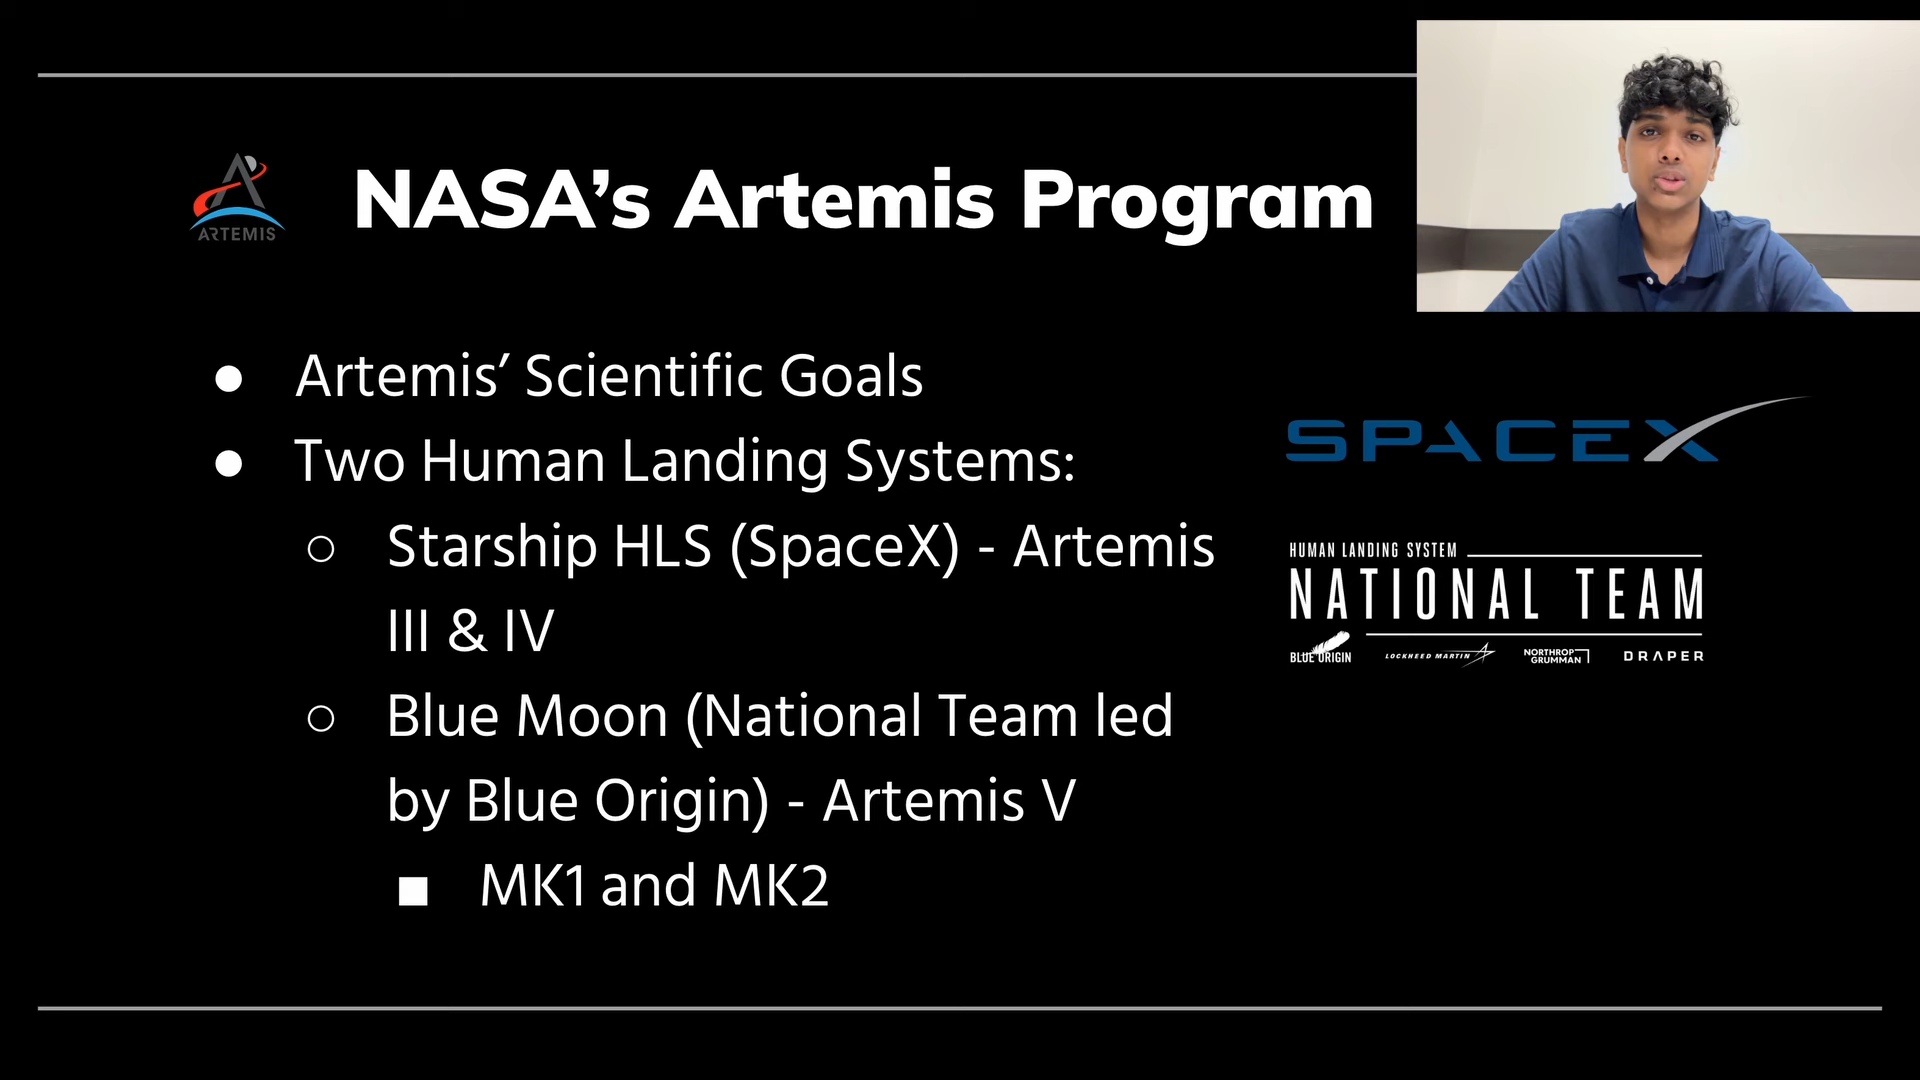 NASA’s Artemis Program
ARTEMIS
● Artemis’ Scientific Goals
● Two Human Landing Systems:
○ Starship HLS (SpaceX) - Artemis
III & IV
○ Blue Moon (National Team led
by Blue Origin) - Artemis V
■ MK1 and MK2
SPACEX
HUMAN LANDING SYSTEM
NATIONAL TEAM
BLUE ORIGIN LOCKHEED MARTIN NORTHROP GRUMMAN DRAPER